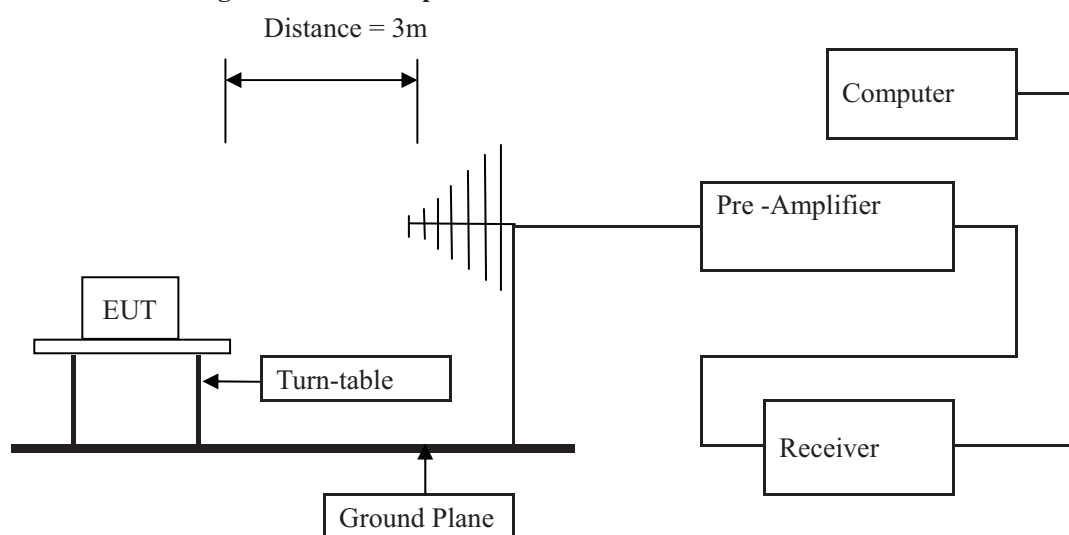 Distance = 3m
Computer
Pre -Amplifier
EUT
Turn-table
Receiver
Ground Plane